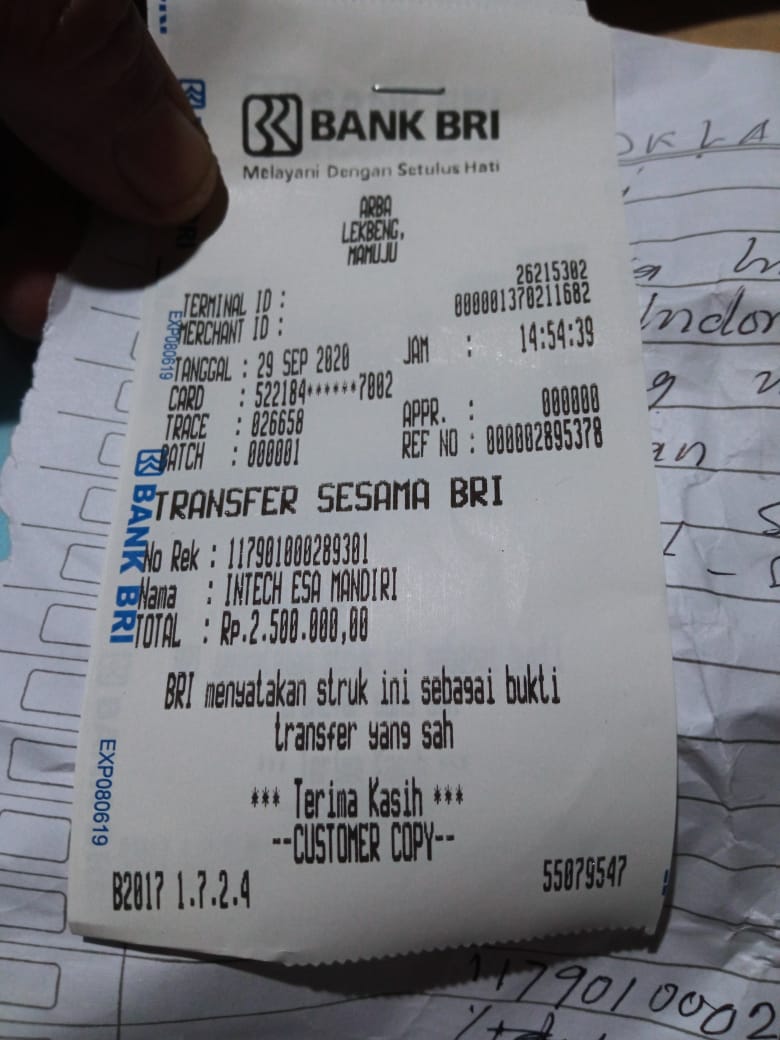 BANK BRI
Melayani Dengan Setulus Hati
ARBA
LEKBENG,
MAMUJU
TERMINAL ID : 26215302
MERCHANT ID : 000001370211682
TANGGAL : 29 SEP 2020 JAM : 14:54:39
CARD : 522184******7002
TRACE : 026658 APPR. : 000000
BATCH : 000001 REF NO : 000002895378
TRANSFER SESAMA BRI
No Rek : 117901000289301
Nama : INTECH ESA MANDIRI
TOTAL : Rp.2.500.000,00
BRI menyatakan struk ini sebagai bukti
transfer yang sah
*** Terima Kasih ***
--CUSTOMER COPY--
B2017 1.7.2.4 55079547
EXP080619
BANK BRI
EXP080619
Indon
an
1179010002